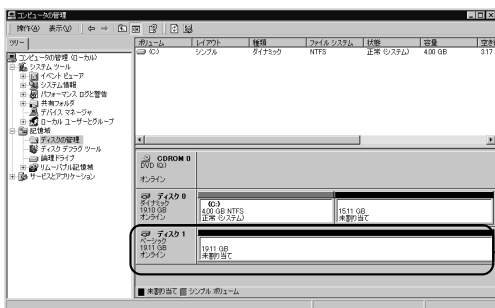 コンピュータの管理
操作(A) 表示(V)
ツリー
コンピュータの管理 (ローカル)
システム ツール
イベント ビューア
システム情報
パフォーマンス ログと警告
共有フォルダ
デバイス マネージャ
ローカル ユーザーとグループ
記憶域
ディスクの管理
ディスク デフラグ ツール
論理ドライブ
リムーバブル記憶域
サービスとアプリケーション
ボリューム レイアウト 種類 ファイル システム 状態 容量 空き
(C:) シンプル ダイナミック NTFS 正常 (システム) 4.00 GB 3.17
CDROM 0
DVD (Q:)
オンライン
ディスク 0
ダイナミック
19.10 GB
オンライン
(C:)
4.00 GB NTFS
正常 (システム)
15.11 GB
未割り当て
ディスク 1
ベーシック
19.11 GB
オンライン
19.11 GB
未割り当て
未割り当て シンプル ボリューム